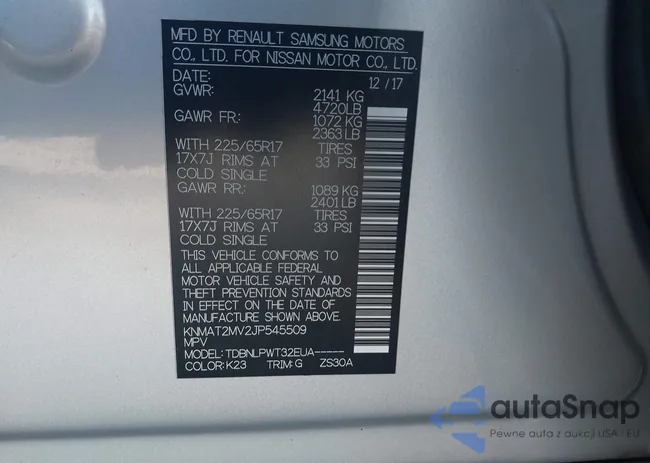 MFD BY RENAULT SAMSUNG MOTORS
CO., LTD. FOR NISSAN MOTOR CO., LTD.
DATE: 12 / 17
GVWR: 2141 KG
4720LB
GAWR FR: 1072 KG
2363 LB
WITH 225/65R17 TIRES
17X7J RIMS AT 33 PSI
COLD SINGLE
GAWR RR: 1089 KG
2401 LB
WITH 225/65R17 TIRES
17X7J RIMS AT 33 PSI
COLD SINGLE
THIS VEHICLE CONFORMS TO
ALL APPLICABLE FEDERAL
MOTOR VEHICLE SAFETY AND
THEFT PREVENTION STANDARDS
IN EFFECT ON THE DATE OF
MANUFACTURE SHOWN ABOVE.
KNMAT2MV2JP545509
MPV
MODEL: TDBNLPWT32EUA-----
COLOR:K23 TRIM:G ZS30A
autaSnap
Pewne auta z aukcji USA i EU